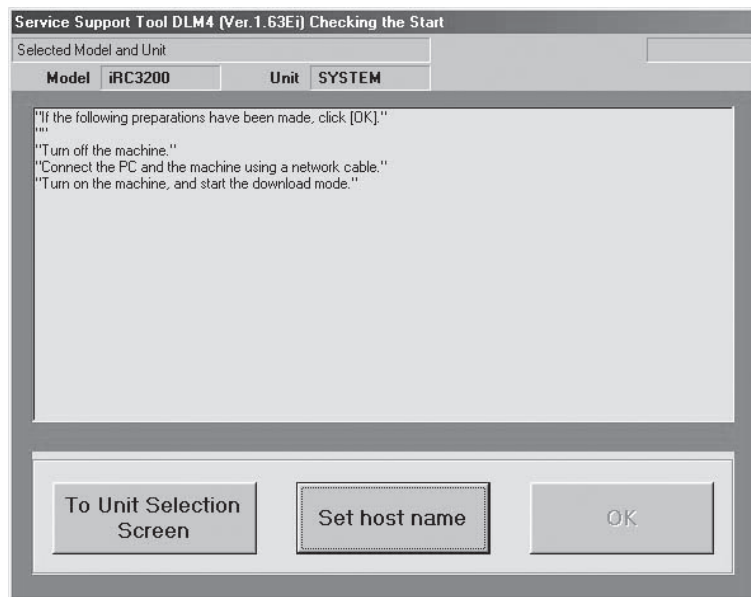 Service Support Tool DLM4 (Ver.1.63Ei) Checking the Start
Selected Model and Unit
Model iRC3200 Unit SYSTEM
"If the following preparations have been made, click [OK]."
""
"Turn off the machine."
"Connect the PC and the machine using a network cable."
"Turn on the machine, and start the download mode."
To Unit Selection
Screen
Set host name
OK